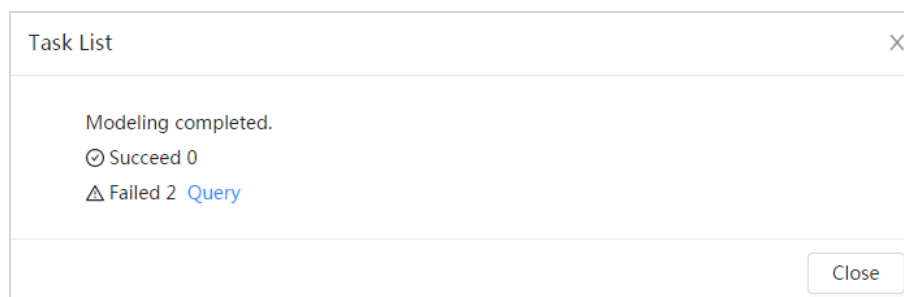 Task List
Modeling completed.
Succeed 0
Failed 2 Query
Close